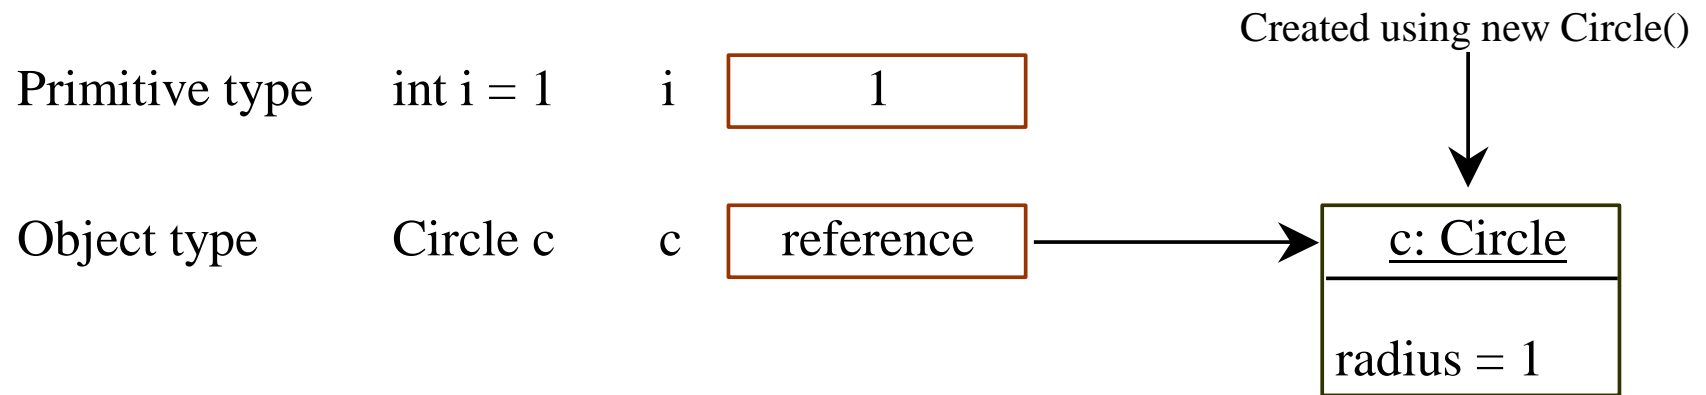 Created using new Circle()
Primitive type int i = 1 i 1
Object type Circle c c reference c: Circle
radius = 1